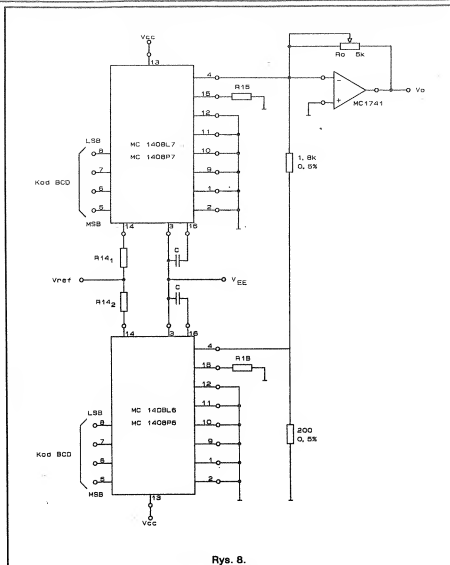 Vcc
13
MC 1408L7
MC 1408P7
LSB
8
7
6
5
MSB
Kod BCD
4
15
R15
12
11
10
9
1
2
14
3
16
R14₁
C
Vref
VEE
R14₂
C
14
3
16
MC 1408L6
MC 1408P6
LSB
8
7
6
5
MSB
Kod BCD
4
R15
12
11
10
9
1
2
13
Vcc
Ro 5k
-
+
MC1741
Vo
1.8k
0,5%
200
0,5%
Rys. 8.